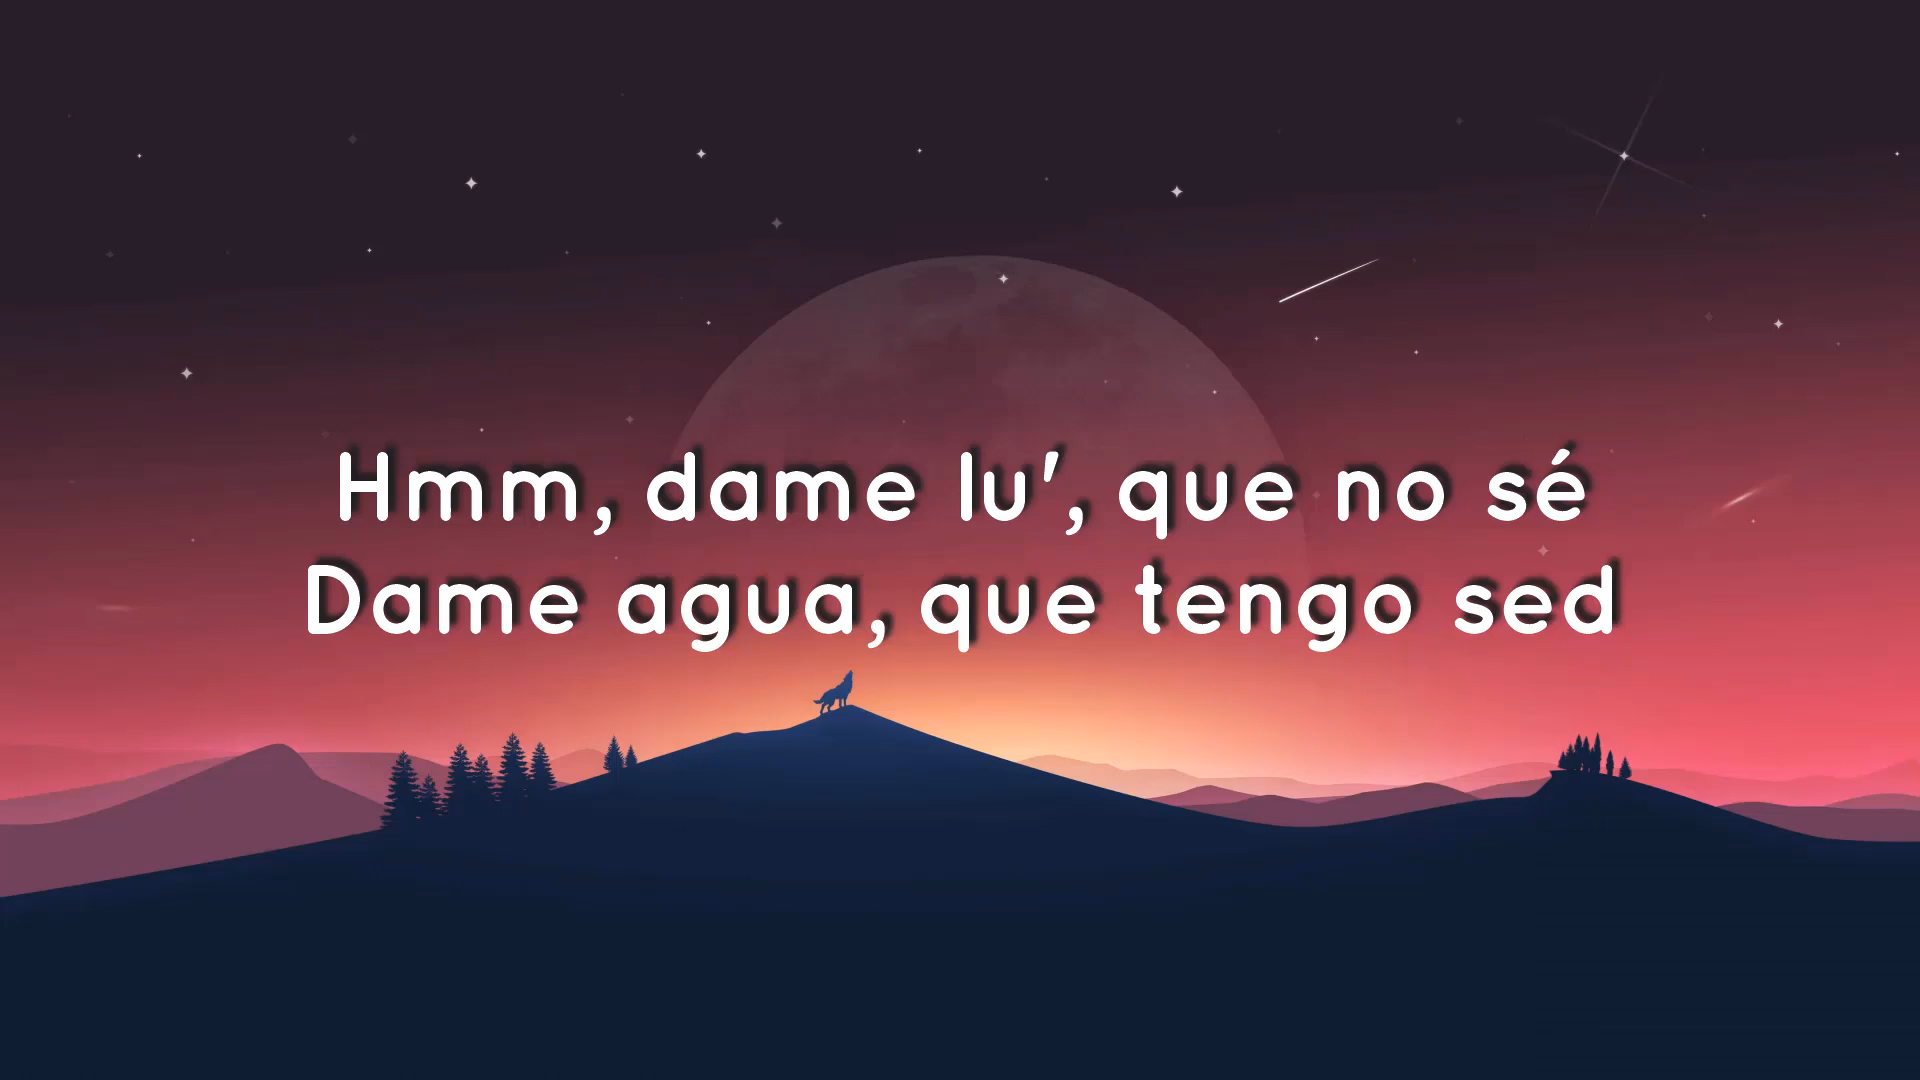 Hmm, dame lu', que no sé
Dame agua, que tengo sed